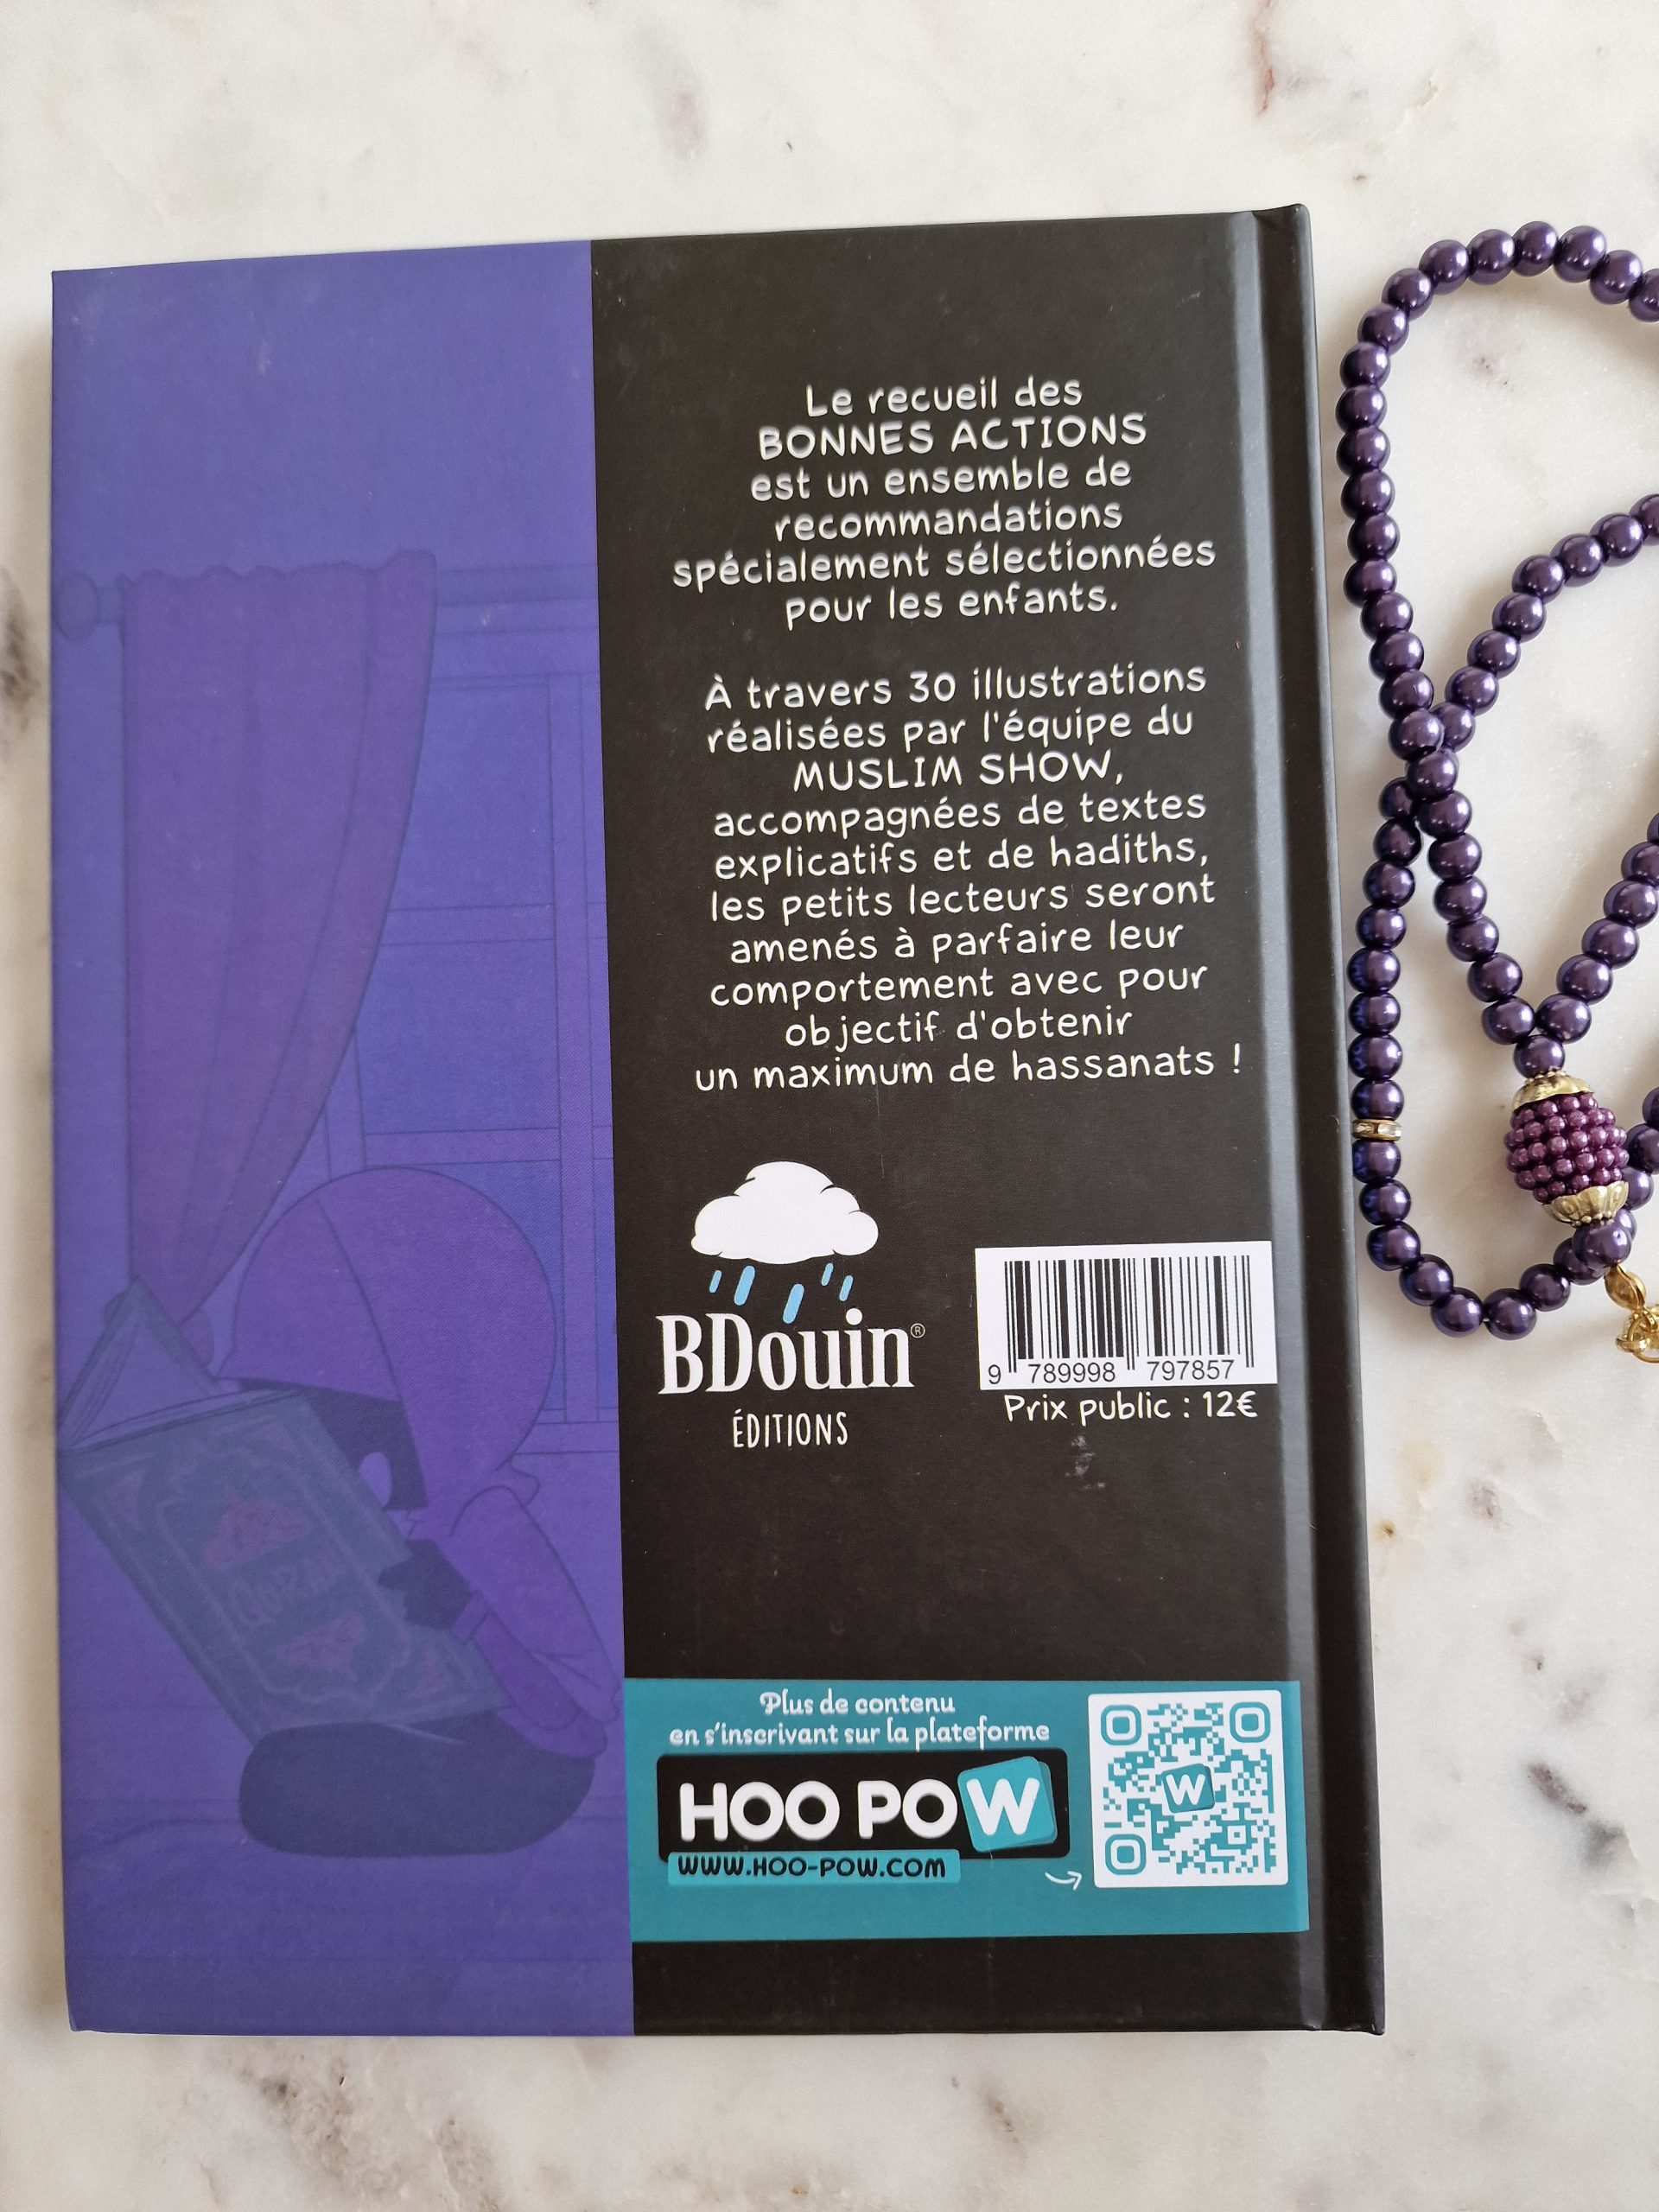 Le recueil des
BONNES ACTIONS
est un ensemble de
recommandations
spécialement sélectionnées
pour les enfants.
À travers 30 illustrations
réalisées par l'équipe du
MUSLIM SHOW,
accompagnées de textes
explicatifs et de hadiths,
les petits lecteurs seront
amenés à parfaire leur
comportement avec pour
objectif d'obtenir
un maximum de hassanats !
BDouin®
ÉDITIONS
9 789998 797857
Prix public : 12€
CORAN
Plus de contenu
en s'inscrivant sur la plateforme
HOO POW
WWW.HOO-POW.COM
W